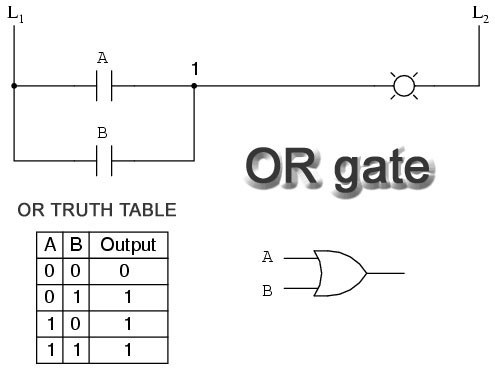 L1 L2
A
1
B
OR gate
OR TRUTH TABLE
A B Output
0 0 0
0 1 1
1 0 1
1 1 1
A
B